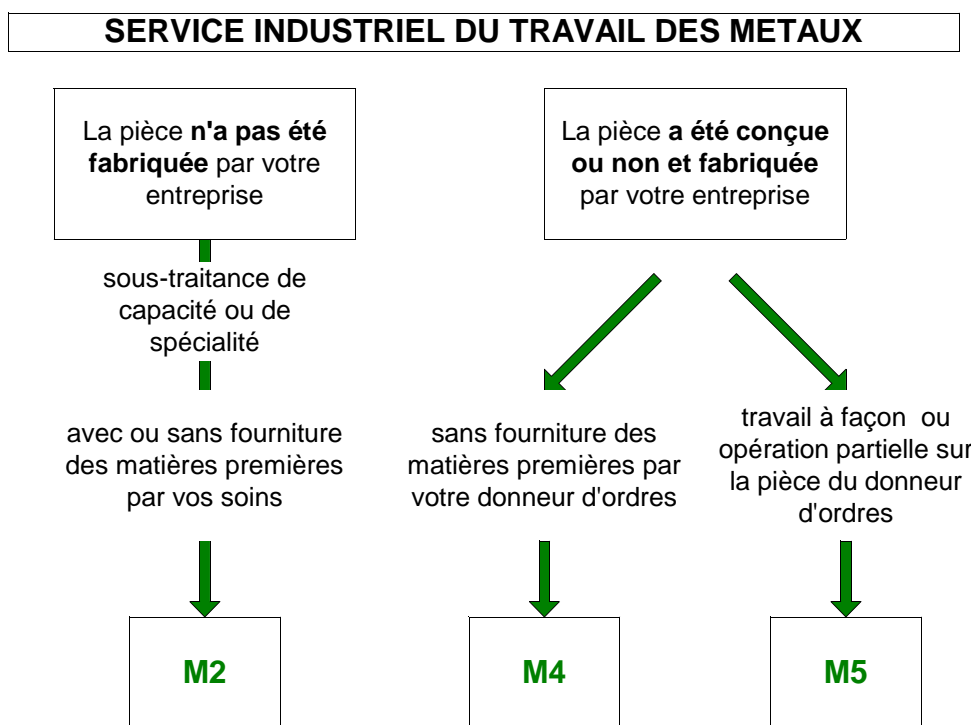 SERVICE INDUSTRIEL DU TRAVAIL DES METAUX
La pièce n'a pas été
fabriquée par votre
entreprise
La pièce a été conçue
ou non et fabriquée
par votre entreprise
sous-traitance de
capacité ou de
spécialité
avec ou sans fourniture
des matières premières
par vos soins
sans fourniture des
matières premières par
votre donneur d'ordres
travail à façon ou
opération partielle sur
la pièce du donneur
d'ordres
M2
M4
M5